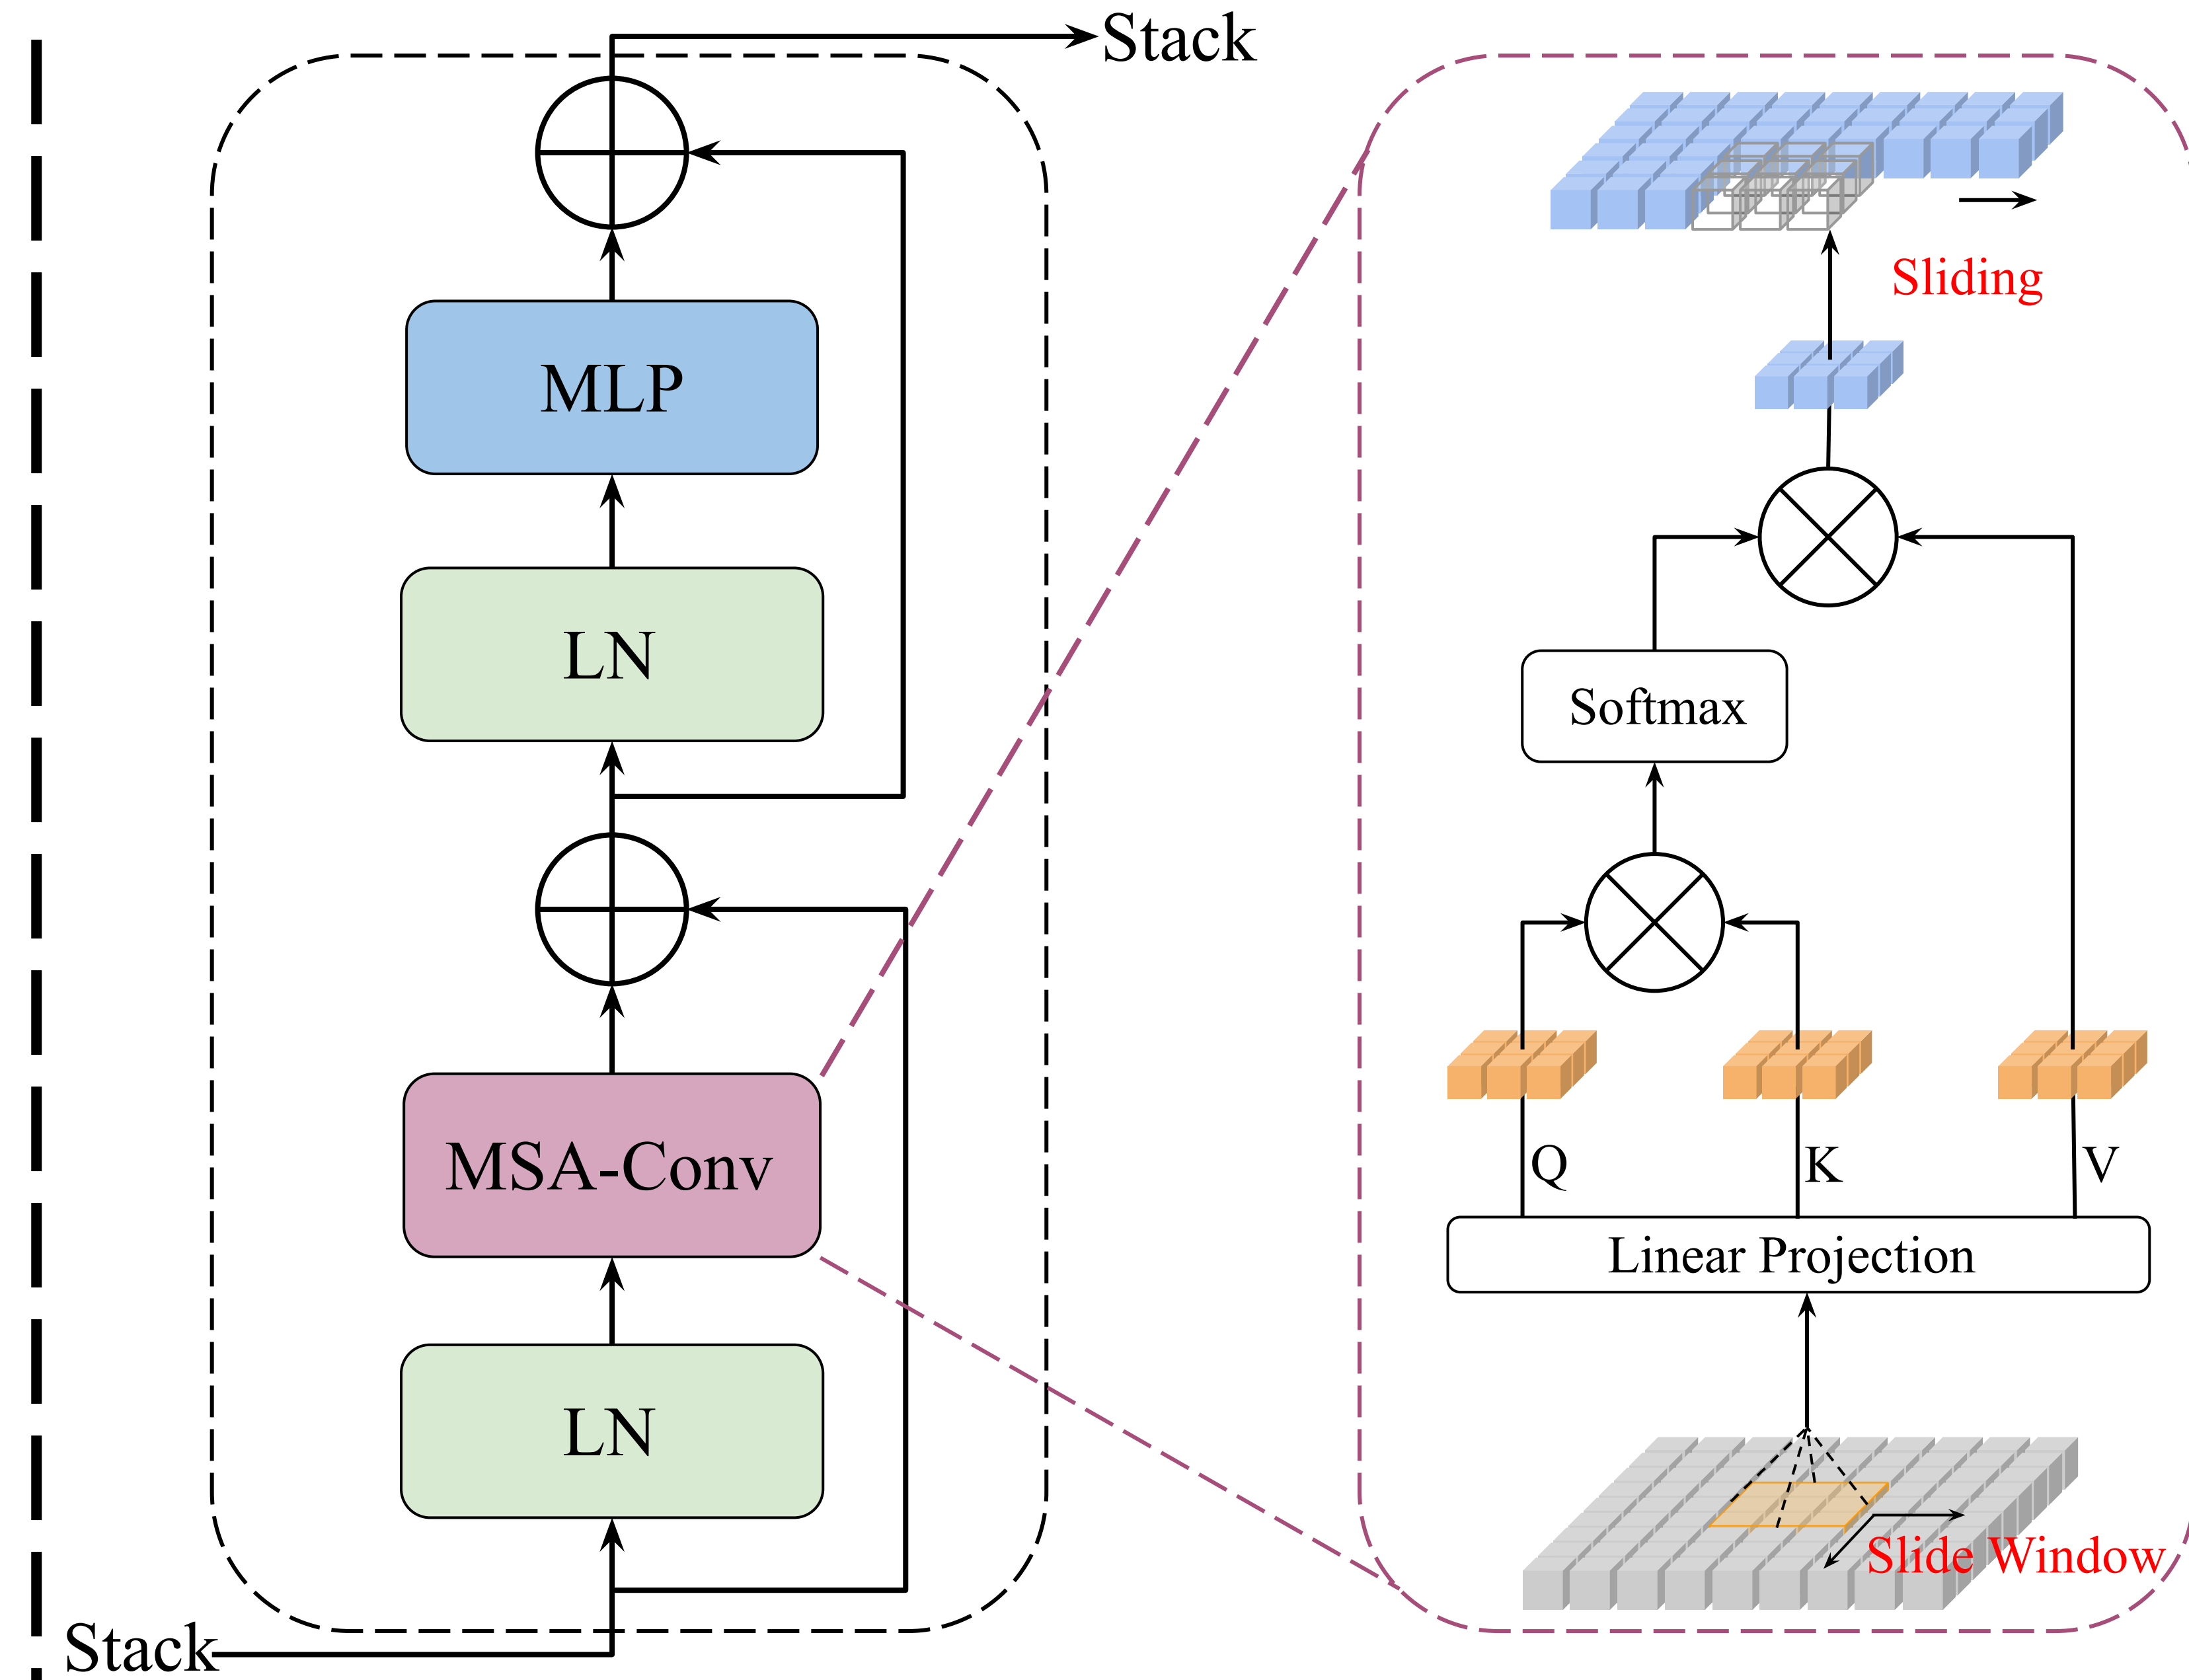 Stack
MLP
LN
MSA-Conv
LN
Stack
Sliding
Softmax
Q
K
V
Linear Projection
Slide Window